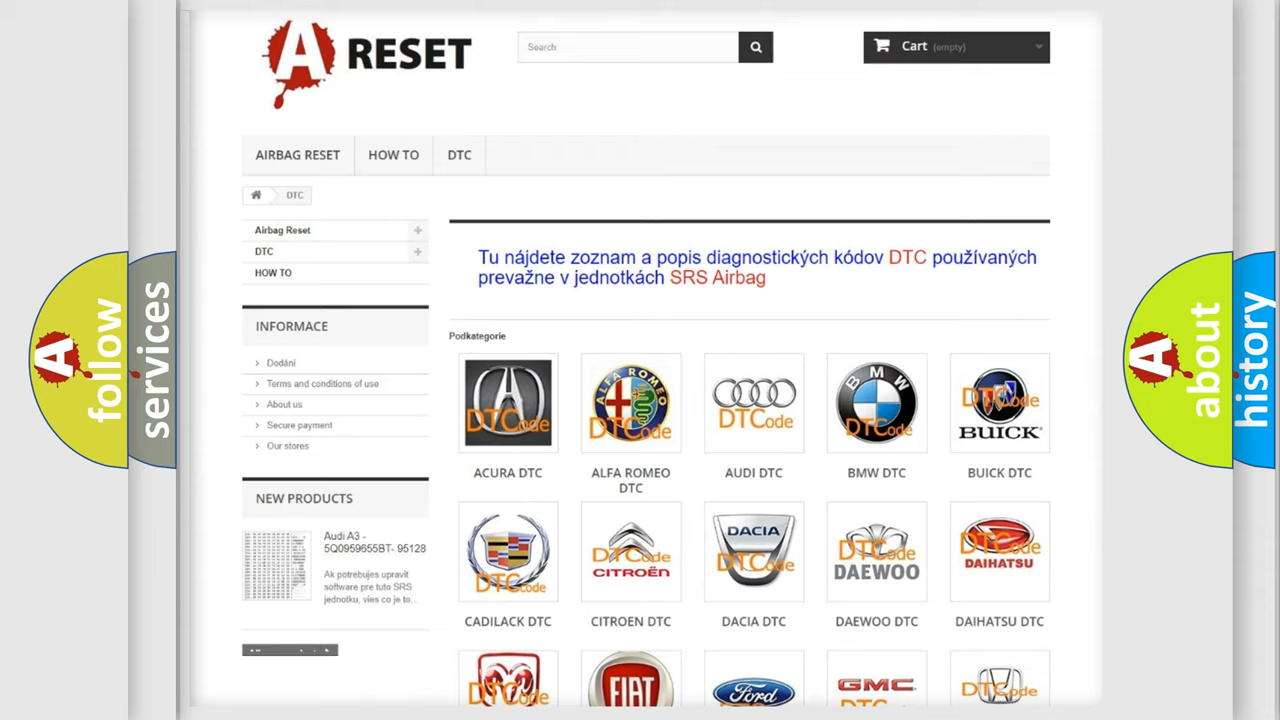 A RESET
Search
Cart (empty)
AIRBAG RESET
HOW TO
DTC
DTC
Airbag Reset
DTC
HOW TO
Tu nájdete zoznam a popis diagnostických kódov DTC používaných
prevažne v jednotkách SRS Airbag
INFORMACE
Dodání
Terms and conditions of use
About us
Secure payment
Our stores
NEW PRODUCTS
Audi A3 -
5Q0959655BT- 95128
Ak potrebujes upravit
software pre tuto SRS
jednotku, vies co je to...
Podkategorie
DTCode
ALFA ROMEO
DTCode
DTCode
BMW
DTCode
DTCode
BUICK
ACURA DTC
ALFA ROMEO
DTC
AUDI DTC
BMW DTC
BUICK DTC
DTCode
DTCode
CITROËN
DACIA
DTCode
DTCode
DAEWOO
DTCode
DAIHATSU
CADILACK DTC
CITROEN DTC
DACIA DTC
DAEWOO DTC
DAIHATSU DTC
DTCode
FIAT
Ford
GMC
DTCode
A follow
services
A about
history